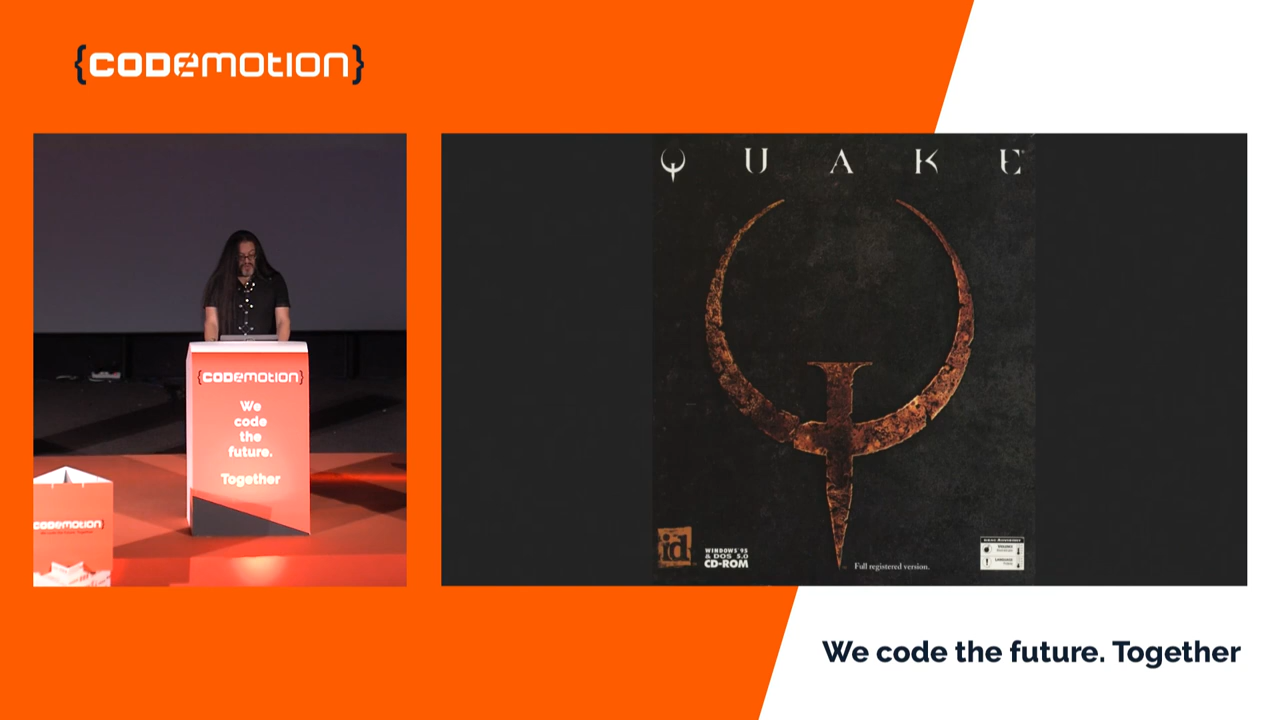 {CODEMOTION}
QUAKE
{CODEMOTION}
We
code
the
future.
Together
CODEMOTION}
id
WINDOWS 95
& DOS 5.0
CD-ROM
Full registered version.
We code the future. Together